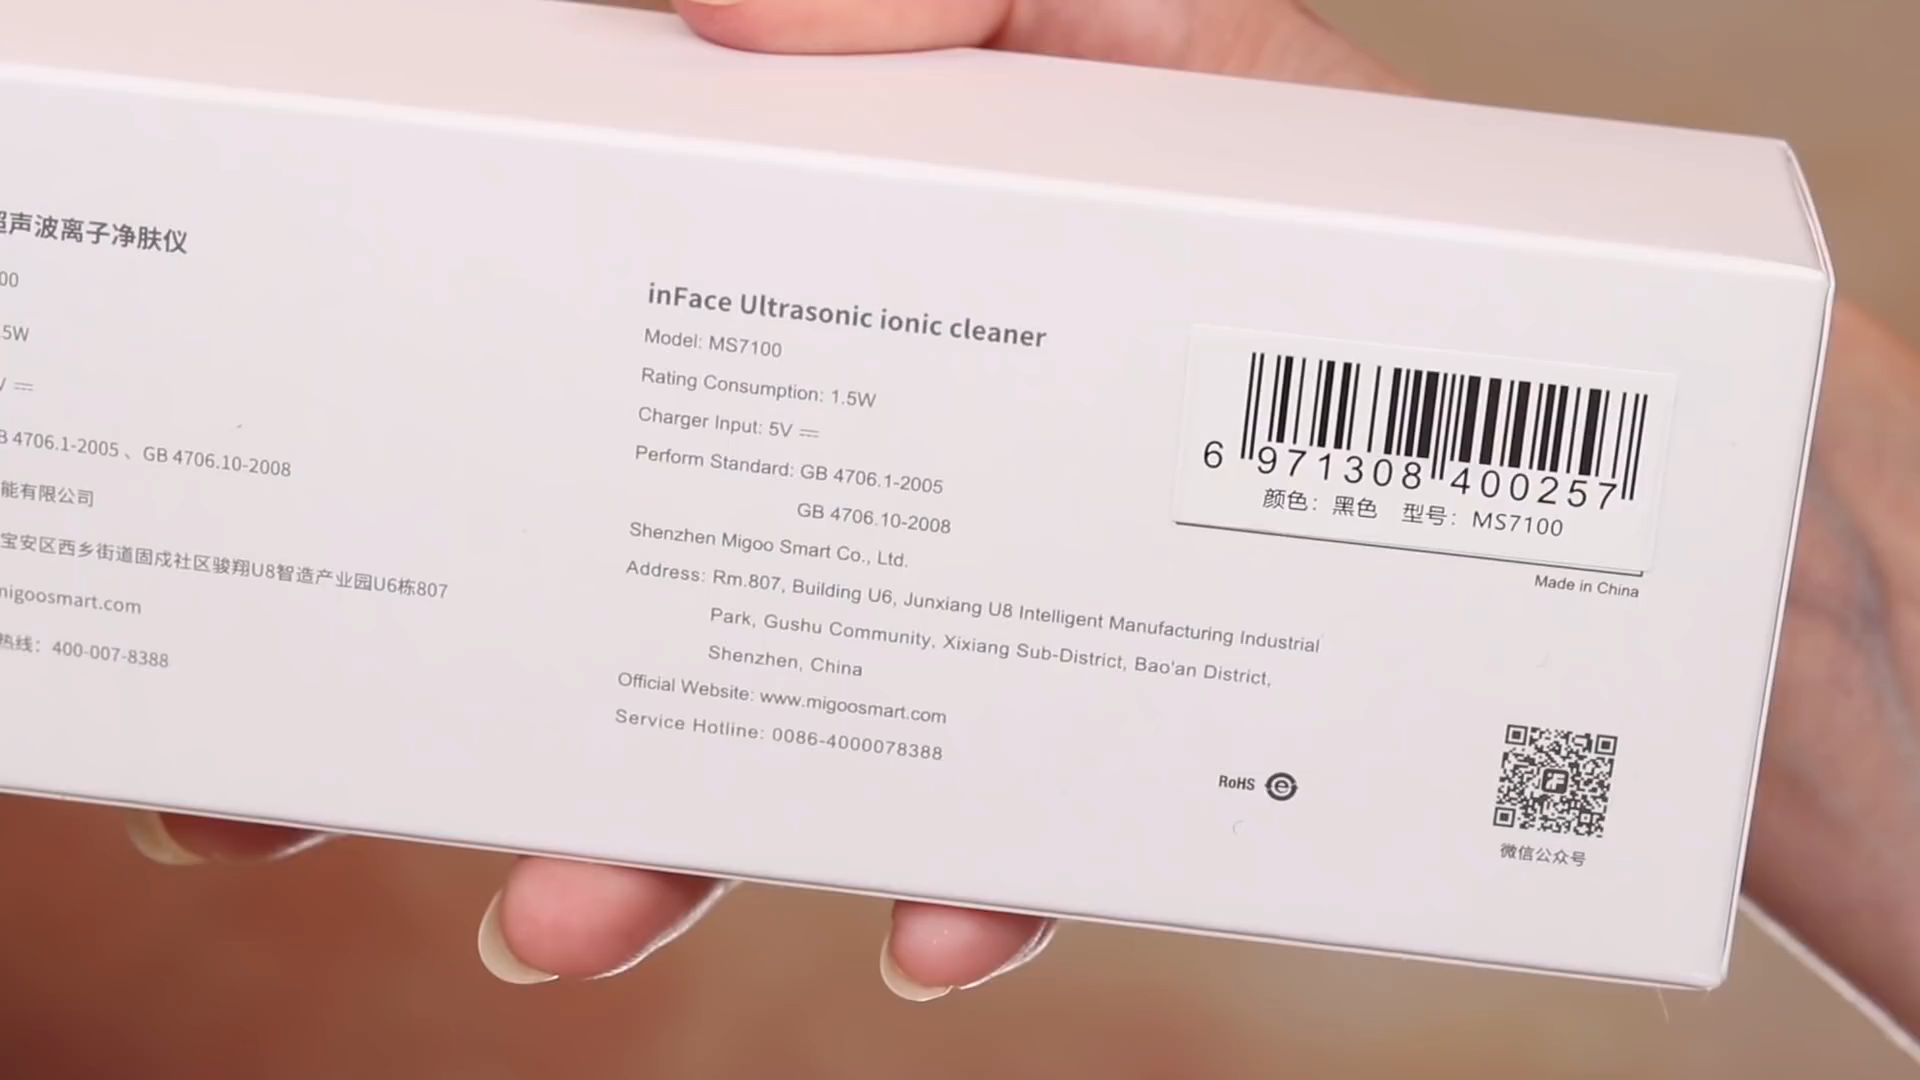 声波离子净肤仪
00
.5W
V
4706.1-2005、GB 4706.10-2008
能有限公司
宝安区西乡街道固戍社区骏翔U8智造产业园U6栋807
migoosmart.com
热线：400-007-8388
inFace Ultrasonic ionic cleaner
Model: MS7100
Rating Consumption: 1.5W
Charger Input: 5V ⎓
Perform Standard: GB 4706.1-2005
GB 4706.10-2008
Shenzhen Migoo Smart Co., Ltd.
Address: Rm.807, Building U6, Junxiang U8 Intelligent Manufacturing Industrial
Park, Gushu Community, Xixiang Sub-District, Bao'an District,
Shenzhen, China
Official Website: www.migoosmart.com
Service Hotline: 0086-4000078388
6 971308 400257
颜色：黑色 型号：MS7100
Made in China
RoHS e
微信公众号